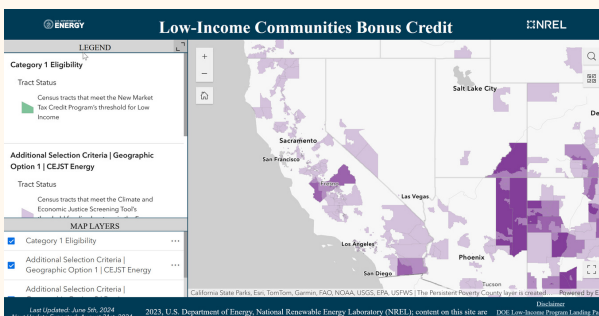 U.S. DEPARTMENT OF
ENERGY
Low-Income Communities Bonus Credit
NREL
LEGEND
Category 1 Eligibility
Tract Status
Census tracts that meet the New Market
Tax Credit Program's threshold for Low
Income
Additional Selection Criteria | Geographic
Option 1 | CEJST Energy
Tract Status
Census tracts that meet the Climate and
Economic Justice Screening Tool's
MAP LAYERS
Category 1 Eligibility
Additional Selection Criteria |
Geographic Option 1 | CEJST Energy
Additional Selection Criteria |
Salt Lake City
De
Sacramento
San Francisco
Fresno
Las Vegas
Los Angeles
Phoenix
San Diego
Tucson
California State Parks, Esri, TomTom, Garmin, FAO, NOAA, USGS, EPA, USFWS | The Persistent Poverty County layer is created... Powered by E
Last Updated: June 5th, 2024
2023, U.S. Department of Energy, National Renewable Energy Laboratory (NREL); content on this site are
Disclaimer
DOE Low-Income Program Landing Pa